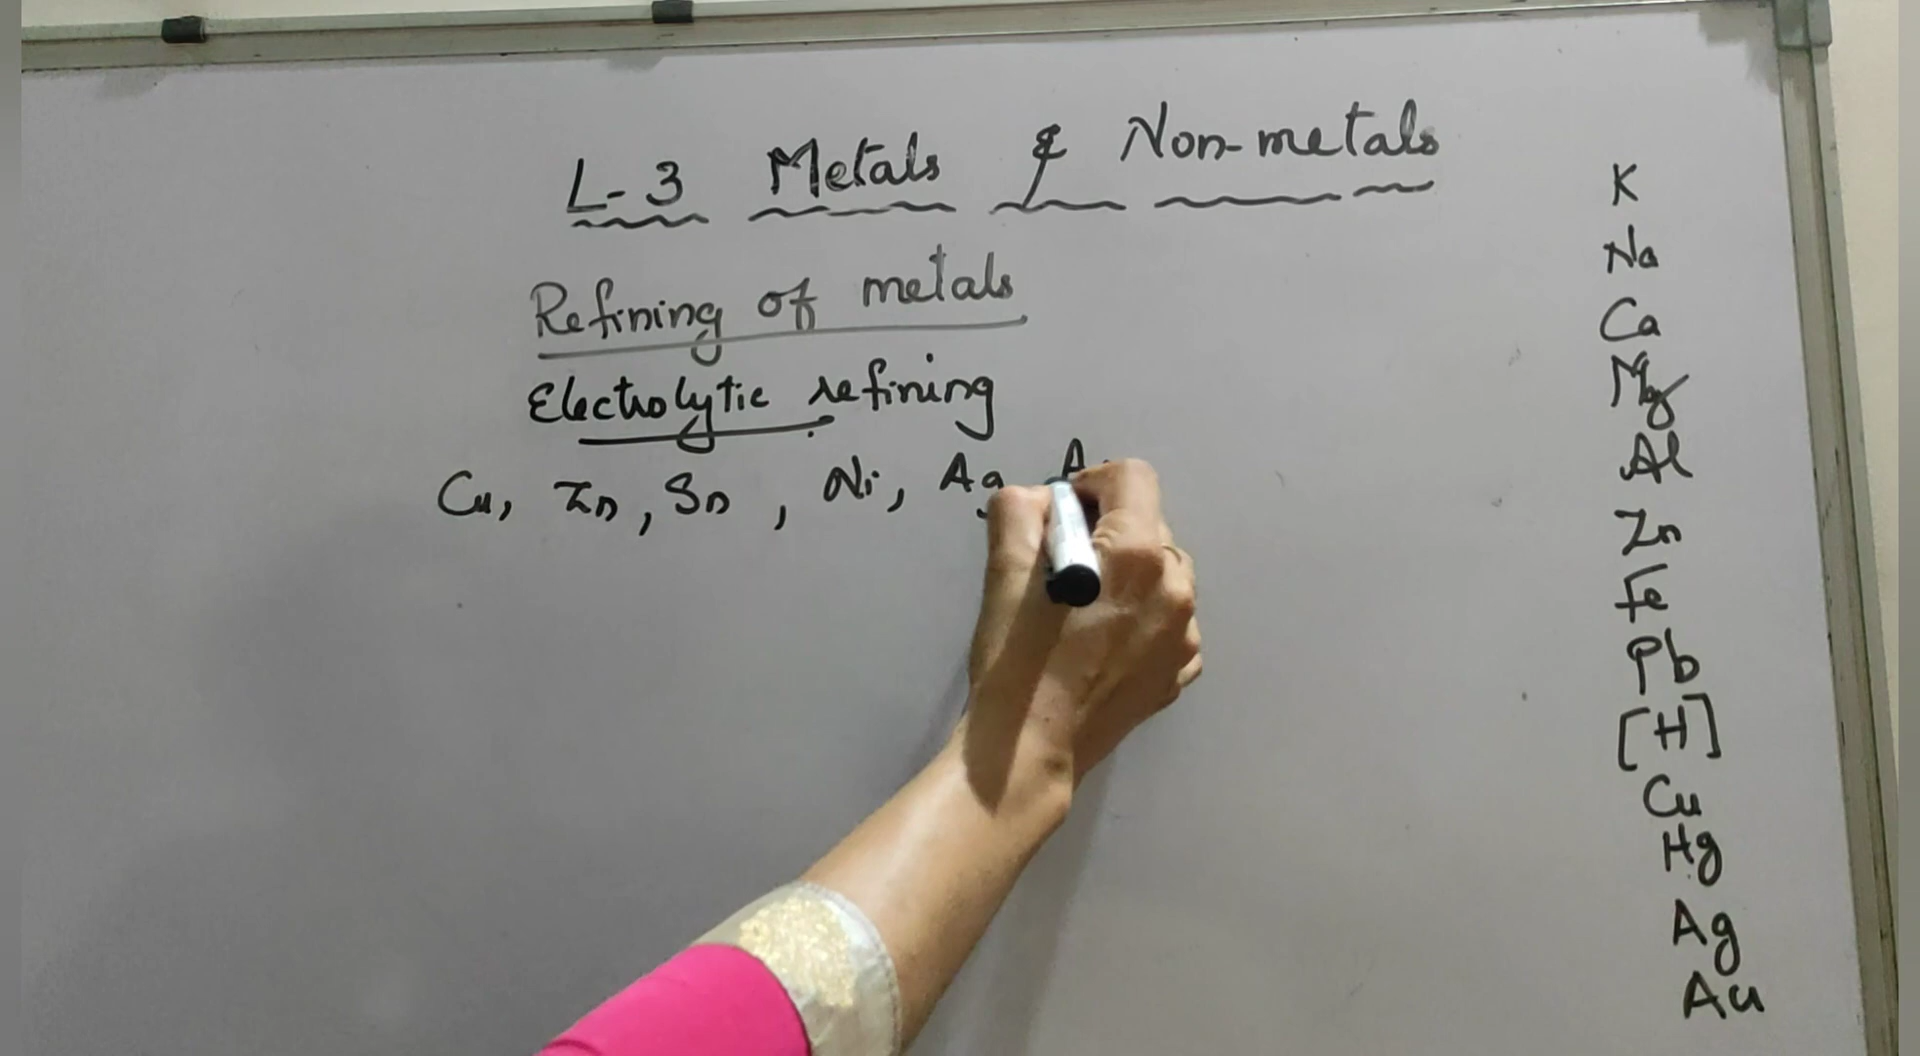 L-3 Metals & Non-metals
Refining of metals
Electrolytic refining
Cu, Zn, Sn, Ni, Ag
K
Na
Ca
Mg
Al
Zn
Fe
Pb
[H]
Cu
Hg
Ag
Au